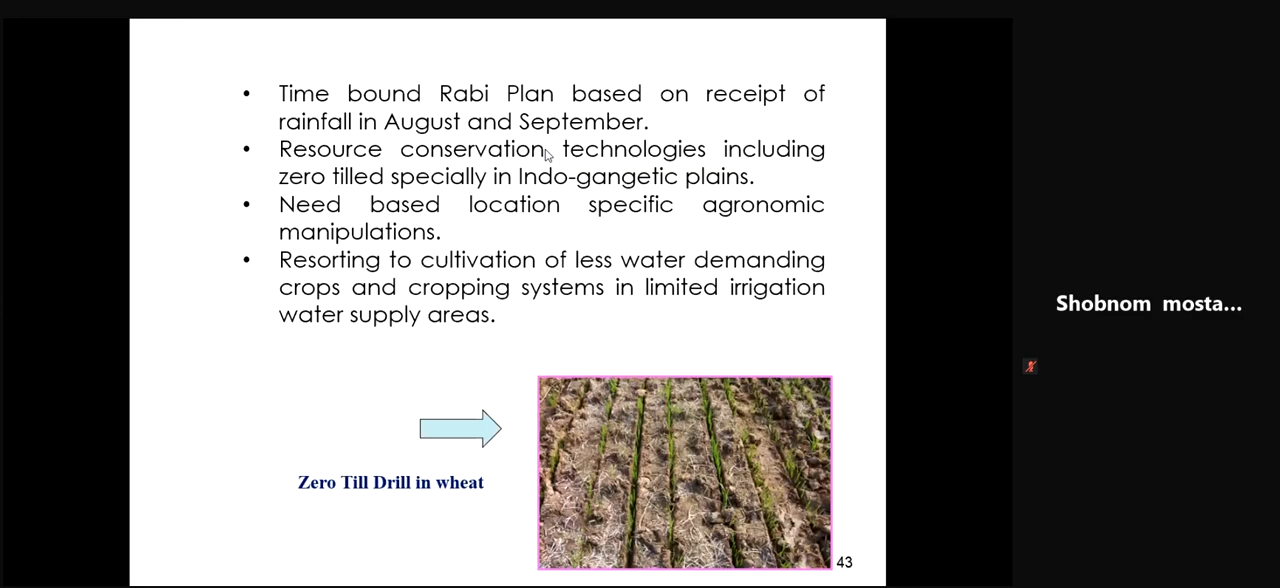 • Time bound Rabi Plan based on receipt of
rainfall in August and September.
• Resource conservation technologies including
zero tilled specially in Indo-gangetic plains.
• Need based location specific agronomic
manipulations.
• Resorting to cultivation of less water demanding
crops and cropping systems in limited irrigation
water supply areas.
Zero Till Drill in wheat
43
Shobnom mosta...